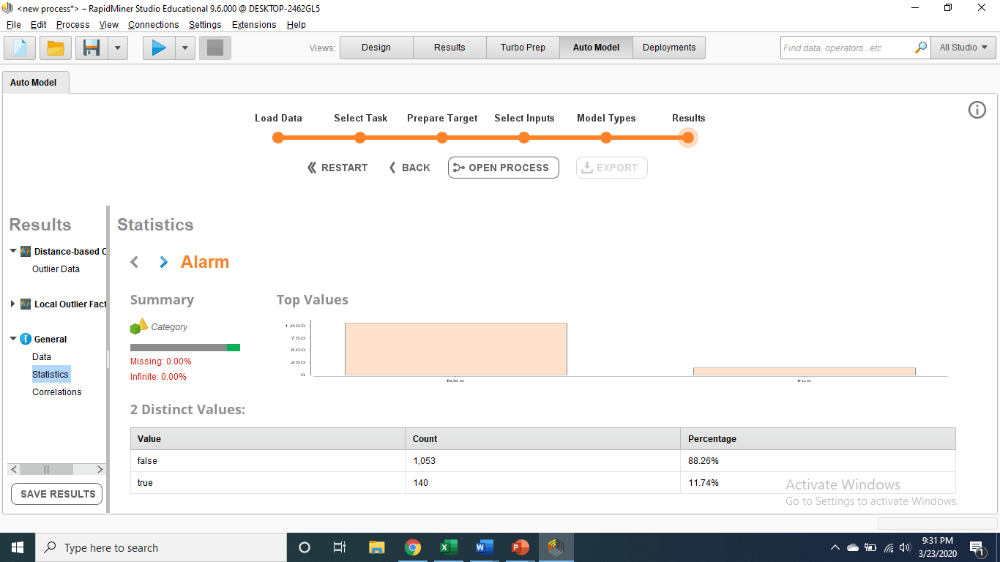 <new process*> – RapidMiner Studio Educational 9.6.000 @ DESKTOP-2462GL5
File Edit Process View Connections Settings Extensions Help
Views: Design Results Turbo Prep Auto Model Deployments Find data, operators...etc All Studio
Auto Model
Load Data Select Task Prepare Target Select Inputs Model Types Results
RESTART BACK OPEN PROCESS EXPORT
Results
Distance-based O
Outlier Data
Local Outlier Fact
General
Data
Statistics
Correlations
SAVE RESULTS
Statistics
Alarm
Summary
Category
Missing: 0.00%
Infinite: 0.00%
Top Values
1,000
750
500
250
0
false true
2 Distinct Values:
Value Count Percentage
false 1,053 88.26%
true 140 11.74%
Activate Windows
Go to Settings to activate Windows.
Type here to search
9:31 PM
3/23/2020
1